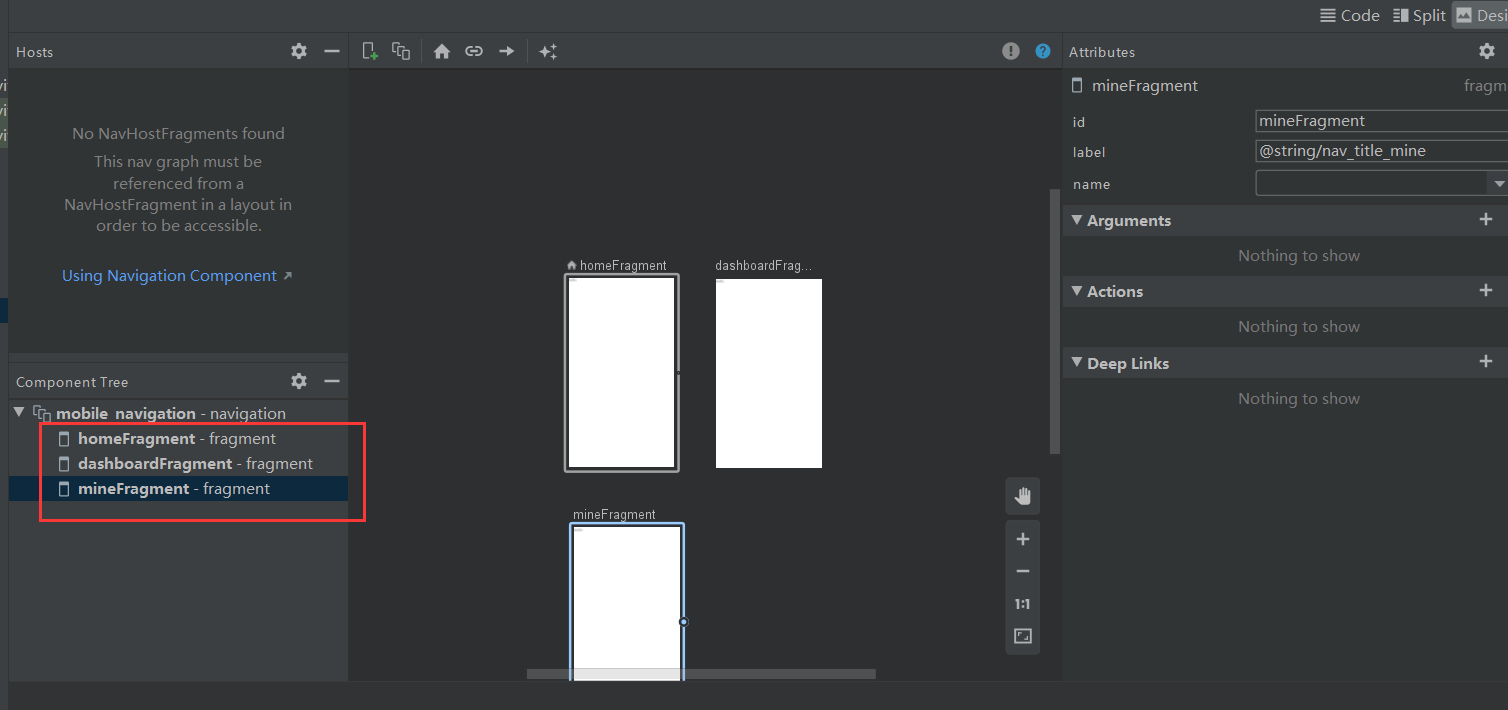 Code
Split
Desi
Hosts
Attributes
mineFragment
fragm
No NavHostFragments found
This nav graph must be
referenced from a
NavHostFragment in a layout in
order to be accessible.
Using Navigation Component
id
mineFragment
label
@string/nav_title_mine
name
Arguments
Nothing to show
Actions
Nothing to show
Deep Links
Nothing to show
homeFragment
dashboardFrag...
mineFragment
1:1
Component Tree
mobile_navigation - navigation
homeFragment - fragment
dashboardFragment - fragment
mineFragment - fragment